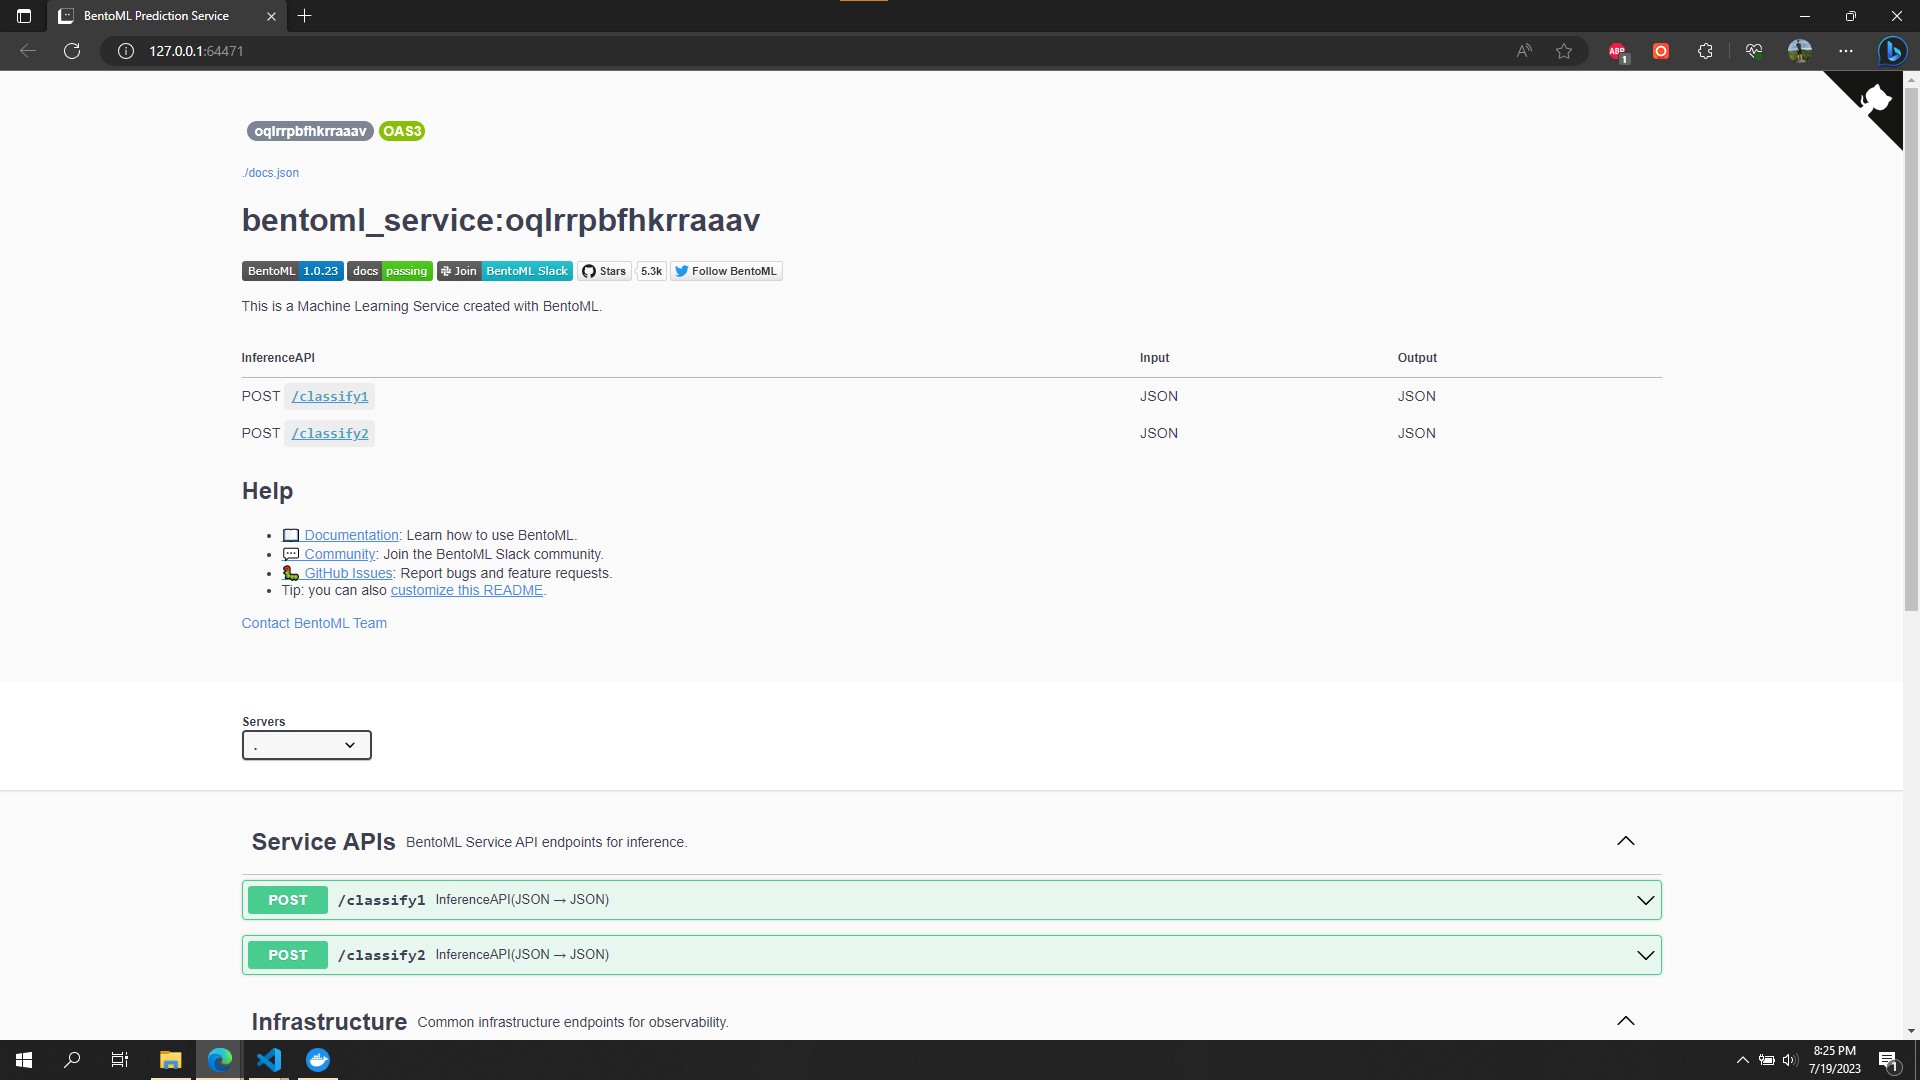 BentoML Prediction Service
127.0.0.1:64471
ABP
1
oqlrrpbfhkrraaav OAS3
./docs.json
bentoml_service:oqlrrpbfhkrraaav
BentoML 1.0.23 docs passing Join BentoML Slack Stars 5.3k Follow BentoML
This is a Machine Learning Service created with BentoML.
InferenceAPI Input Output
POST /classify1 JSON JSON
POST /classify2 JSON JSON
Help
Documentation: Learn how to use BentoML.
Community: Join the BentoML Slack community.
GitHub Issues: Report bugs and feature requests.
Tip: you can also customize this README.
Contact BentoML Team
Servers
.
Service APIs BentoML Service API endpoints for inference.
POST /classify1 InferenceAPI(JSON → JSON)
POST /classify2 InferenceAPI(JSON → JSON)
Infrastructure Common infrastructure endpoints for observability.
8:25 PM
7/19/2023
1